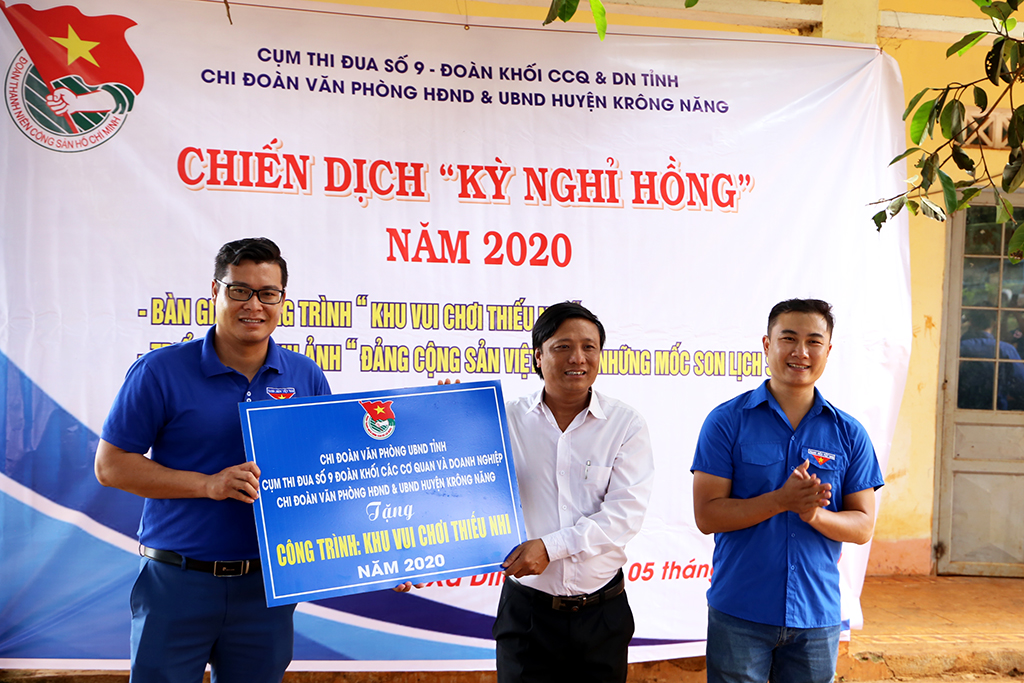 ĐOÀN THANH NIÊN CỘNG SẢN HỒ CHÍ MINH
CỤM THI ĐUA SỐ 9 - ĐOÀN KHỐI CCQ & DN TỈNH
CHI ĐOÀN VĂN PHÒNG HĐND & UBND HUYỆN KRÔNG NĂNG
CHIẾN DỊCH “KỲ NGHỈ HỒNG”
NĂM 2020
- BÀN TRÌNH “ KHU VUI CHƠI THIẾU
ẢNH “ ĐẢNG CỘNG SẢN VIỆT NHỮNG MỐC SON LỊCH
Xã 05 tháng
CHI ĐOÀN VĂN PHÒNG UBND TỈNH
CỤM THI ĐUA SỐ 9 ĐOÀN KHỐI CÁC CƠ QUAN VÀ DOANH NGHIỆP
CHI ĐOÀN VĂN PHÒNG HĐND & UBND HUYỆN KRÔNG NĂNG
Tặng
CÔNG TRÌNH: KHU VUI CHƠI THIẾU NHI
NĂM 2020